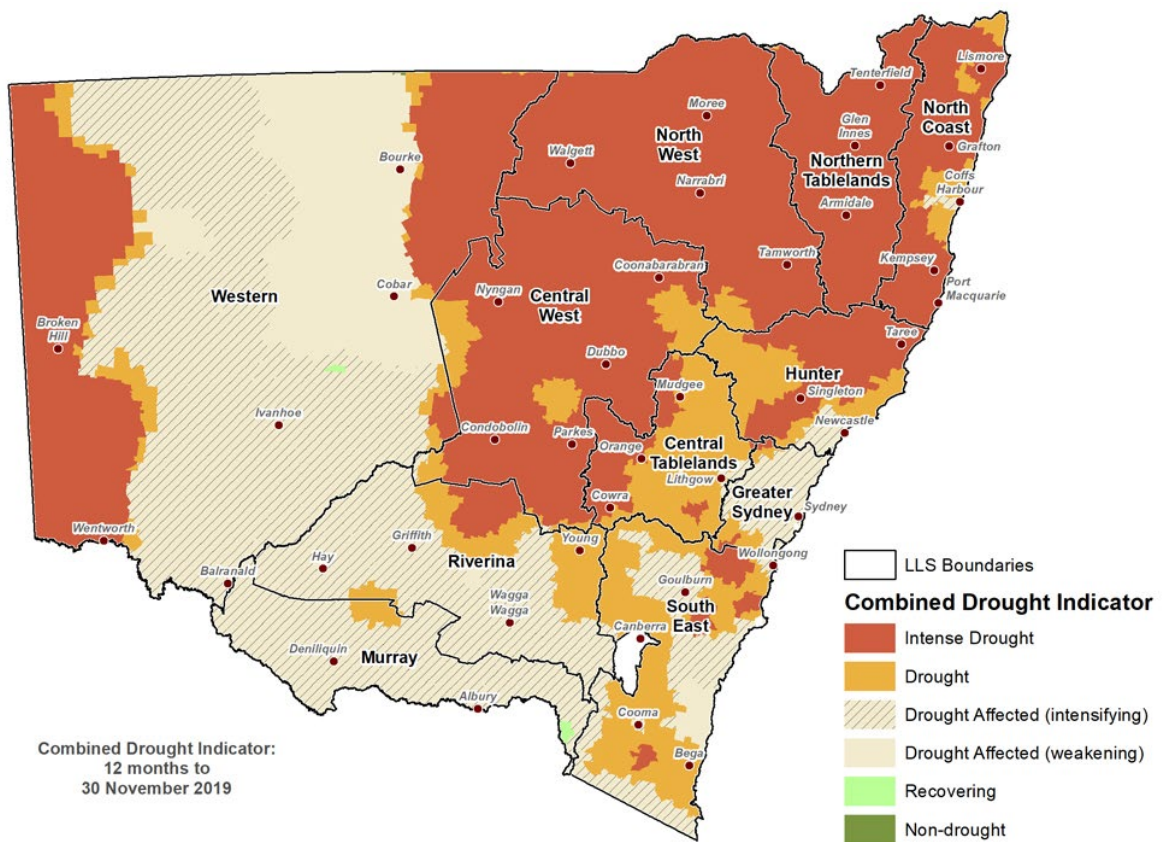 Lismore
Tenterfield
North
Coast
Moree
Glen
Innes
North
West
Walgett
Northern
Tablelands
Grafton
Bourke
Narrabri
Coffs
Harbour
Armidale
Kempsey
Tamworth
Coonabarabran
Port
Macquarie
Western
Cobar
Nyngan
Central
West
Broken
Hill
Taree
Dubbo
Hunter
Mudgee
Singleton
Ivanhoe
Newcastle
Condobolin
Parkes
Orange
Central
Tablelands
Lithgow
Greater
Sydney
Cowra
Sydney
Wentworth
Griffith
Young
Wollongong
Hay
Riverina
Balranald
Goulburn
Wagga
Wagga
South
East
Canberra
Deniliquin
Murray
Albury
Cooma
Bega
Combined Drought Indicator:
12 months to
30 November 2019
LLS Boundaries
Combined Drought Indicator
Intense Drought
Drought
Drought Affected (intensifying)
Drought Affected (weakening)
Recovering
Non-drought